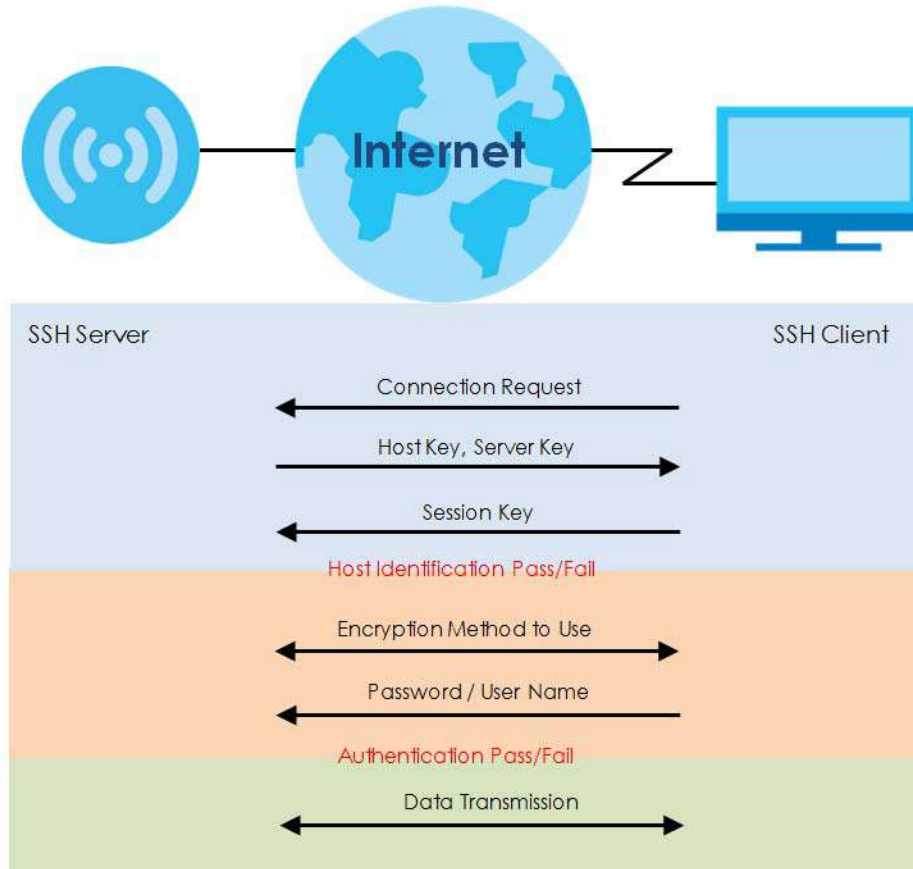 Internet
SSH Server
SSH Client
Connection Request
Host Key, Server Key
Session Key
Host Identification Pass/Fail
Encryption Method to Use
Password / User Name
Authentication Pass/Fail
Data Transmission